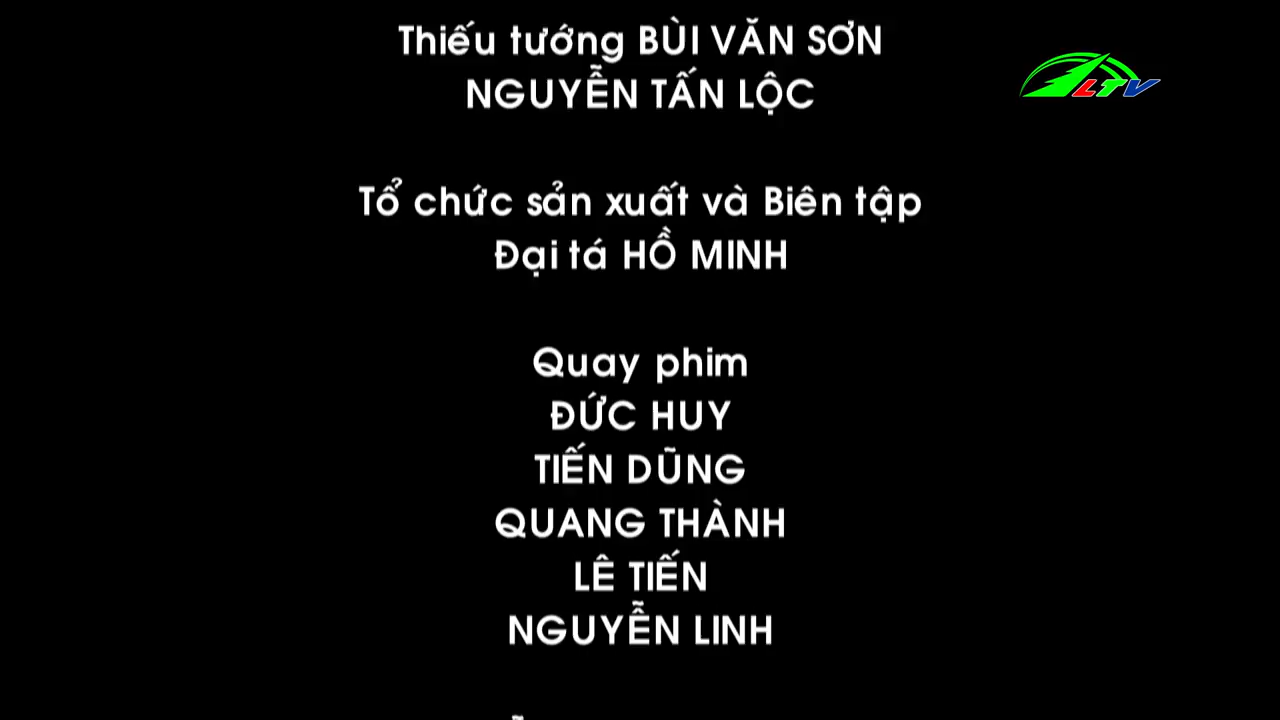 Thiếu tướng BÙI VĂN SƠN
LTV
NGUYỄN TẤN LỘC
Tổ chức sản xuất và Biên tập
Đại tá HỒ MINH
Quay phim
ĐỨC HUY
TIẾN DŨNG
QUANG THÀNH
LÊ TIẾN
NGUYỄN LINH